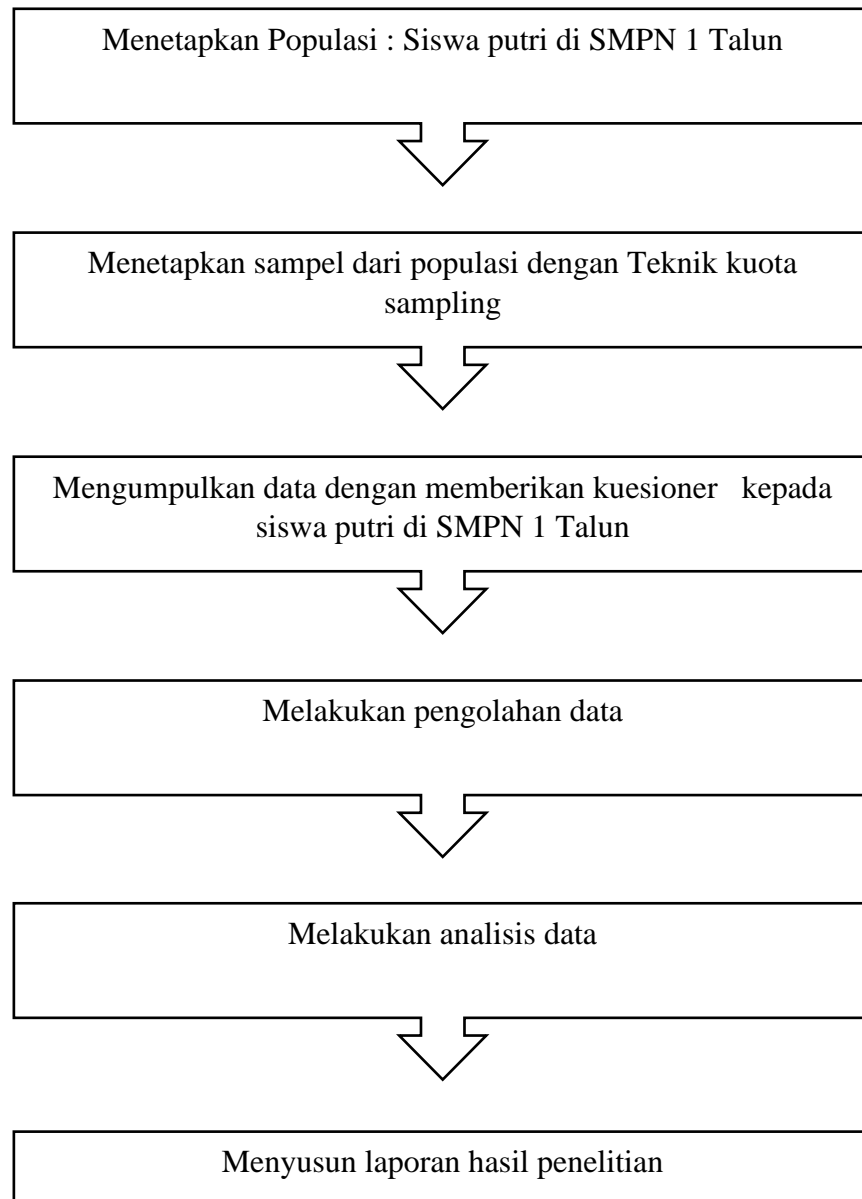 Menetapkan Populasi : Siswa putri di SMPN 1 Talun
Menetapkan sampel dari populasi dengan Teknik kuota
sampling
Mengumpulkan data dengan memberikan kuesioner   kepada
siswa putri di SMPN 1 Talun
Melakukan pengolahan data
Melakukan analisis data
Menyusun laporan hasil penelitian